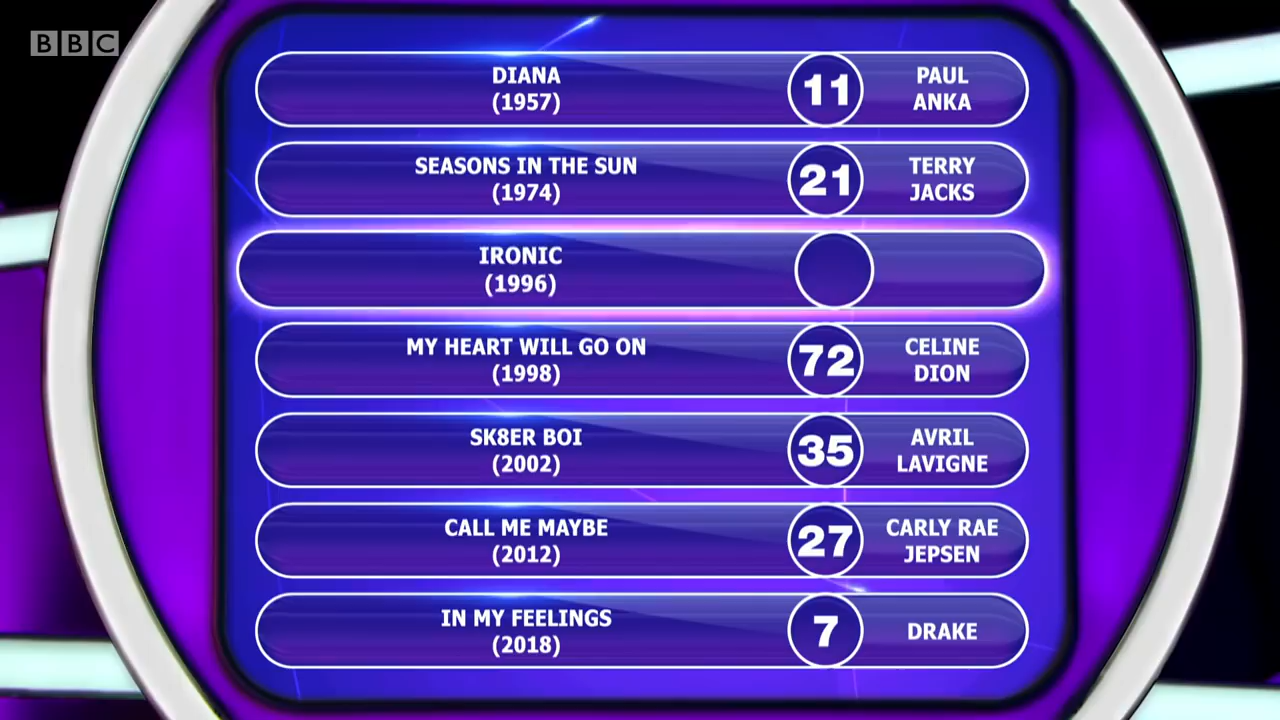 BBC
DIANA
(1957)
11
PAUL
ANKA
SEASONS IN THE SUN
(1974)
21
TERRY
JACKS
IRONIC
(1996)
MY HEART WILL GO ON
(1998)
72
CELINE
DION
SK8ER BOI
(2002)
35
AVRIL
LAVIGNE
CALL ME MAYBE
(2012)
27
CARLY RAE
JEPSEN
IN MY FEELINGS
(2018)
7
DRAKE